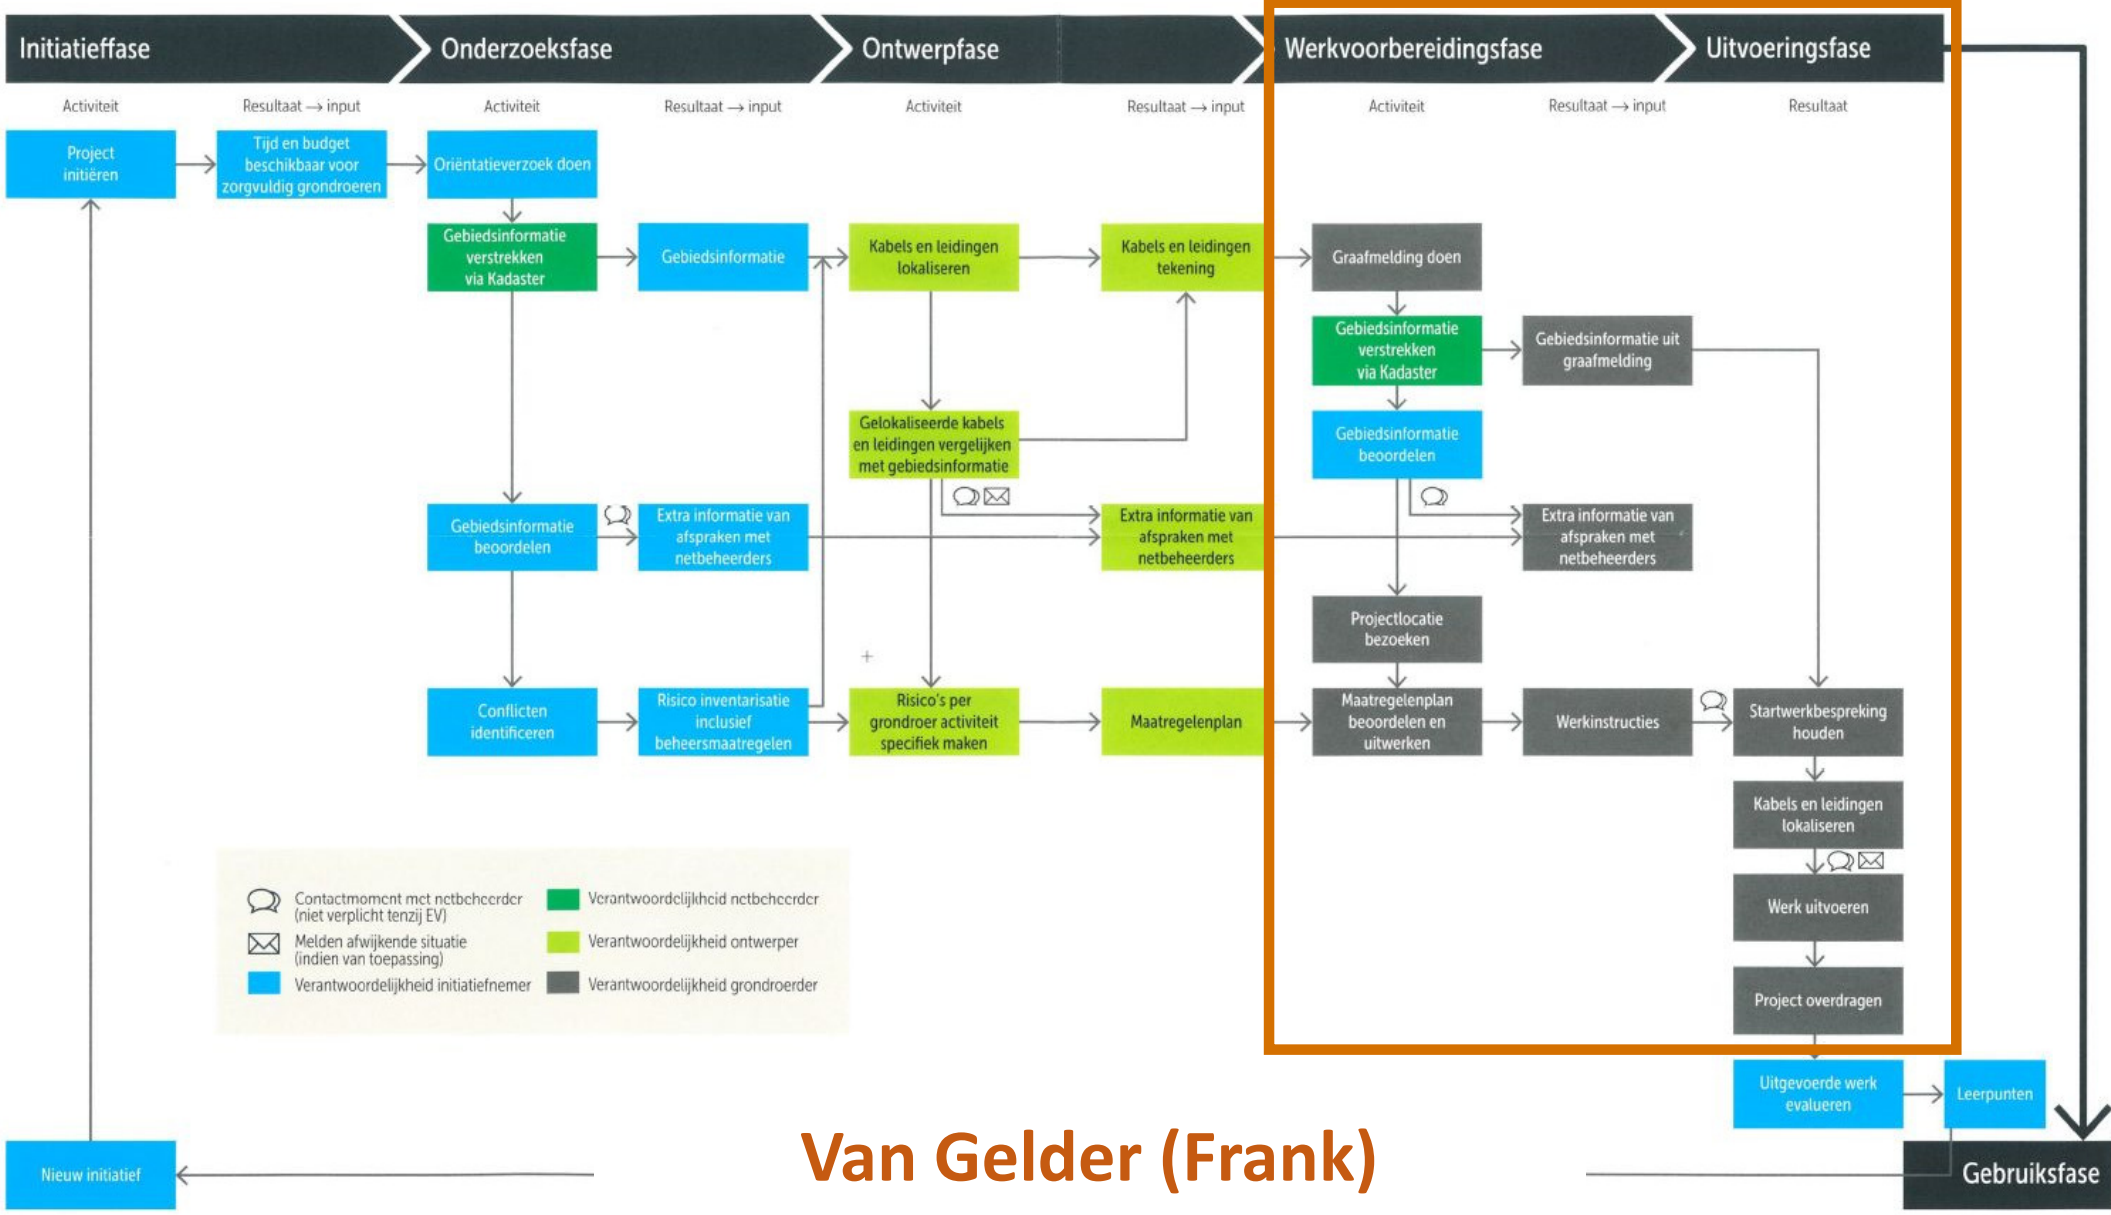 Initiatieffase
Onderzoeksfase
Ontwerpfase
Werkvoorbereidingsfase
Uitvoeringsfase
Activiteit
Resultaat → input
Activiteit
Resultaat → input
Activiteit
Resultaat → input
Activiteit
Resultaat → input
Resultaat
Project
initiëren
Tijd en budget
beschikbaar voor
zorgvuldig grondroeren
Oriëntatieverzoek doen
Gebiedsinformatie
verstrekken
via Kadaster
Gebiedsinformatie
Kabels en leidingen
lokaliseren
Kabels en leidingen
tekening
Graafmelding doen
Gebiedsinformatie
verstrekken
via Kadaster
Gebiedsinformatie uit
graafmelding
Gelokaliseerde kabels
en leidingen vergelijken
met gebiedsinformatie
Gebiedsinformatie
beoordelen
Gebiedsinformatie
beoordelen
Extra informatie van
afspraken met
netbeheerders
Extra informatie van
afspraken met
netbeheerders
Extra informatie van
afspraken met
netbeheerders
Projectlocatie
bezoeken
Conflicten
identificeren
Risico inventarisatie
inclusief
beheersmaatregelen
Risico's per
grondroer activiteit
specifiek maken
Maatregelenplan
Maatregelenplan
beoordelen en
uitwerken
Werkinstructies
Startwerkbespreking
houden
Kabels en leidingen
lokaliseren
Werk uitvoeren
Project overdragen
Contactmoment met netbeheerder
(niet verplicht tenzij EV)
Melden afwijkende situatie
(indien van toepassing)
Verantwoordelijkheid initiatiefnemer
Verantwoordelijkheid netbeheerder
Verantwoordelijkheid ontwerper
Verantwoordelijkheid grondroerder
Uitgevoerde werk
evalueren
Leerpunten
Van Gelder (Frank)
Nieuw initiatief
Gebruiksfase